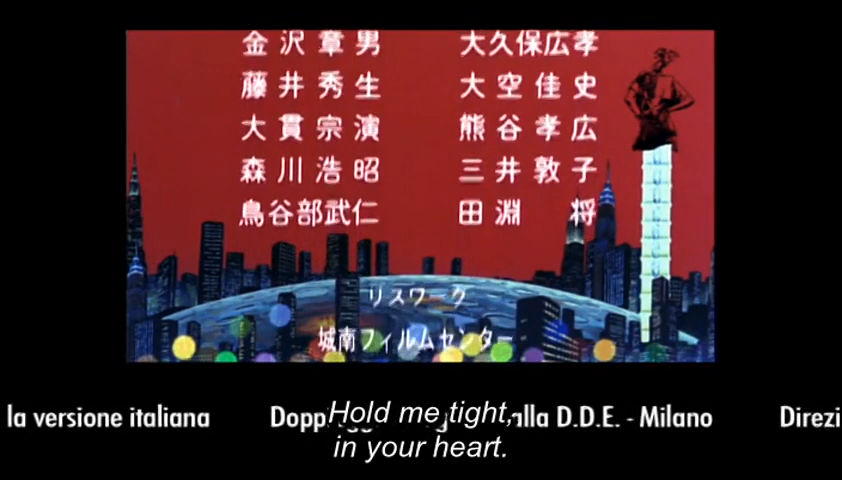 金沢章男 大久保広孝
藤井秀生 大空佳史
大貫宗演 熊谷孝広
森川浩昭 三井敦子
鳥谷部武仁 田淵 将
リスワーク
城南フィルムセンター
la versione italiana Dopp alla D.D.E. - Milano Direzi
Hold me tight,
in your heart.